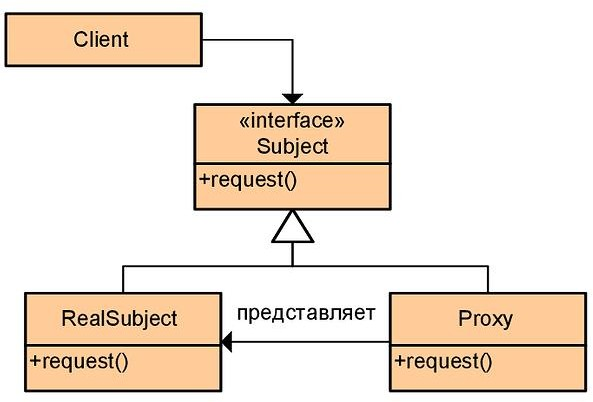 Client
«interface»
Subject
+request()
RealSubject
+request()
представляет
Proxy
+request()